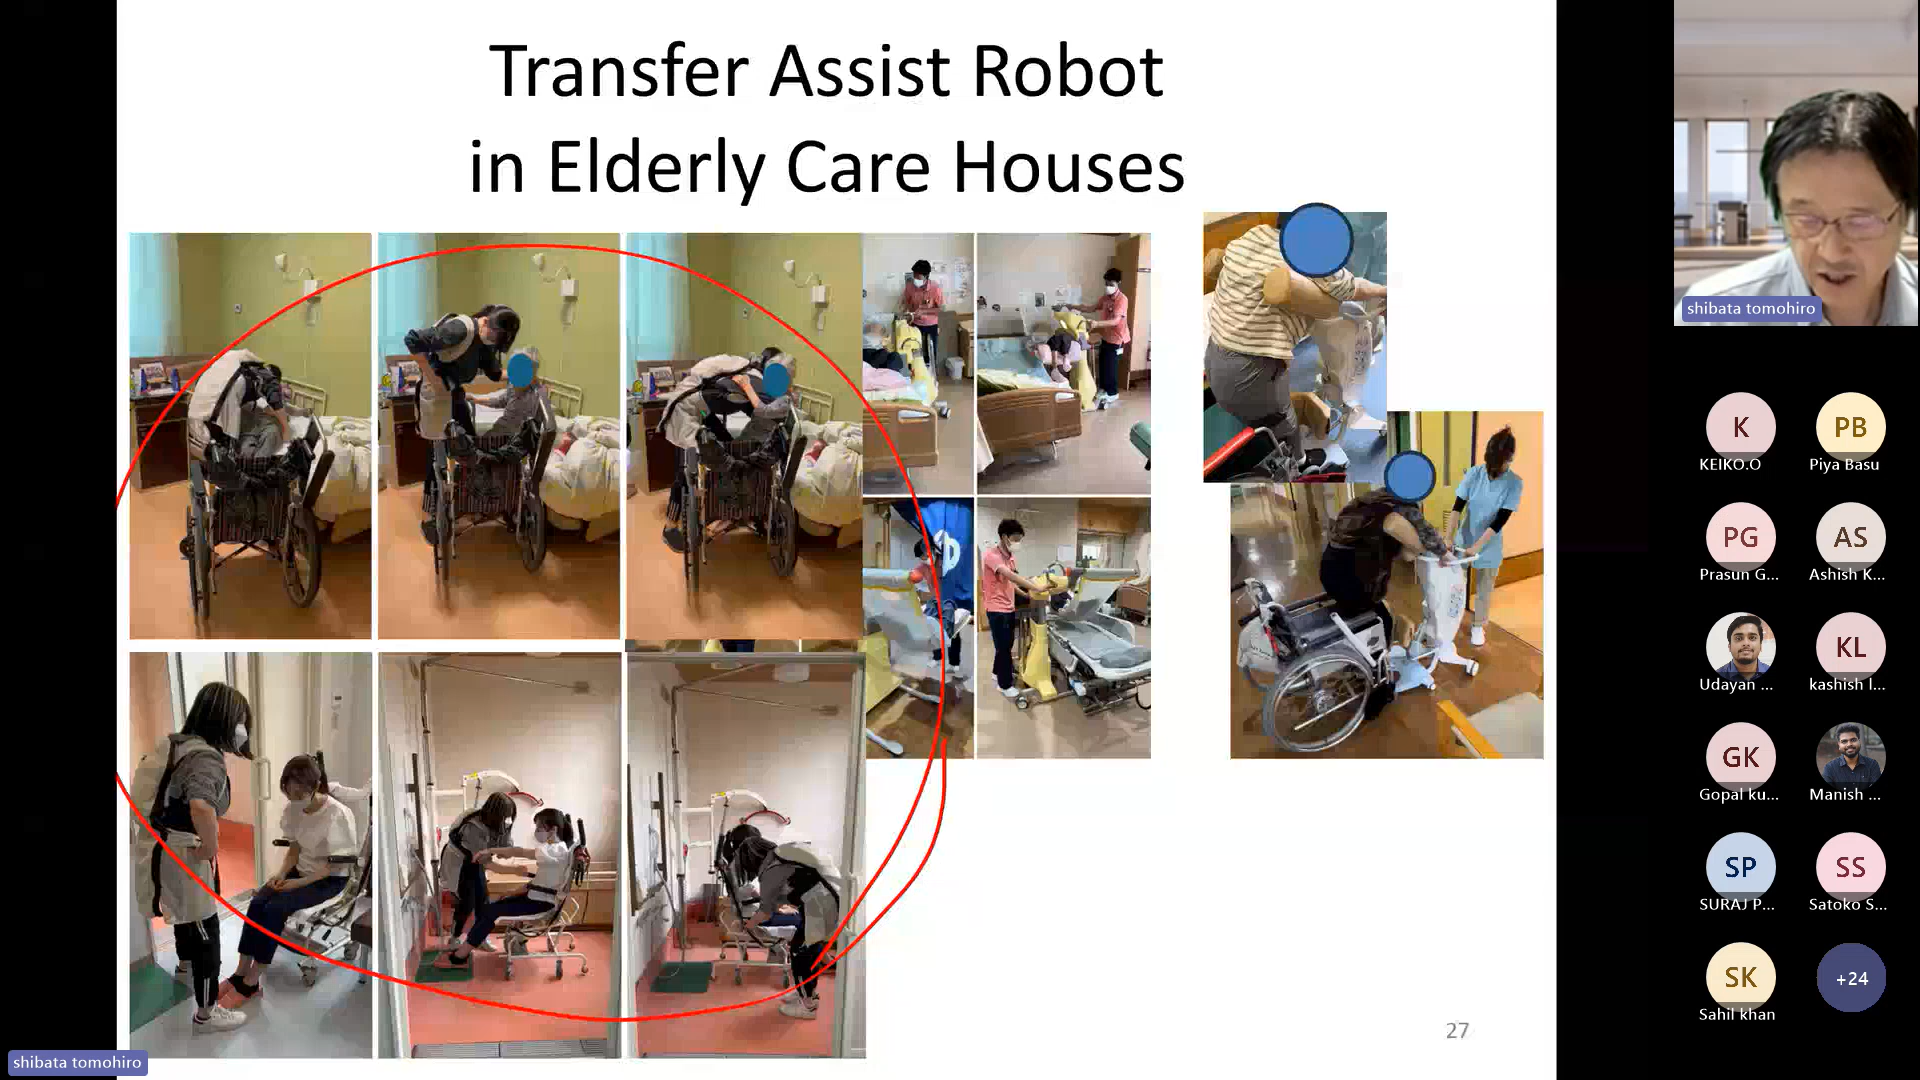 Transfer Assist Robot
in Elderly Care Houses
27
shibata tomohiro
shibata tomohiro
K
KEIKO.O
PB
Piya Basu
PG
Prasun G...
AS
Ashish K...
Udayan ...
KL
kashish l...
GK
Gopal ku...
Manish ...
SP
SURAJ P...
SS
Satoko S...
SK
Sahil khan
+24